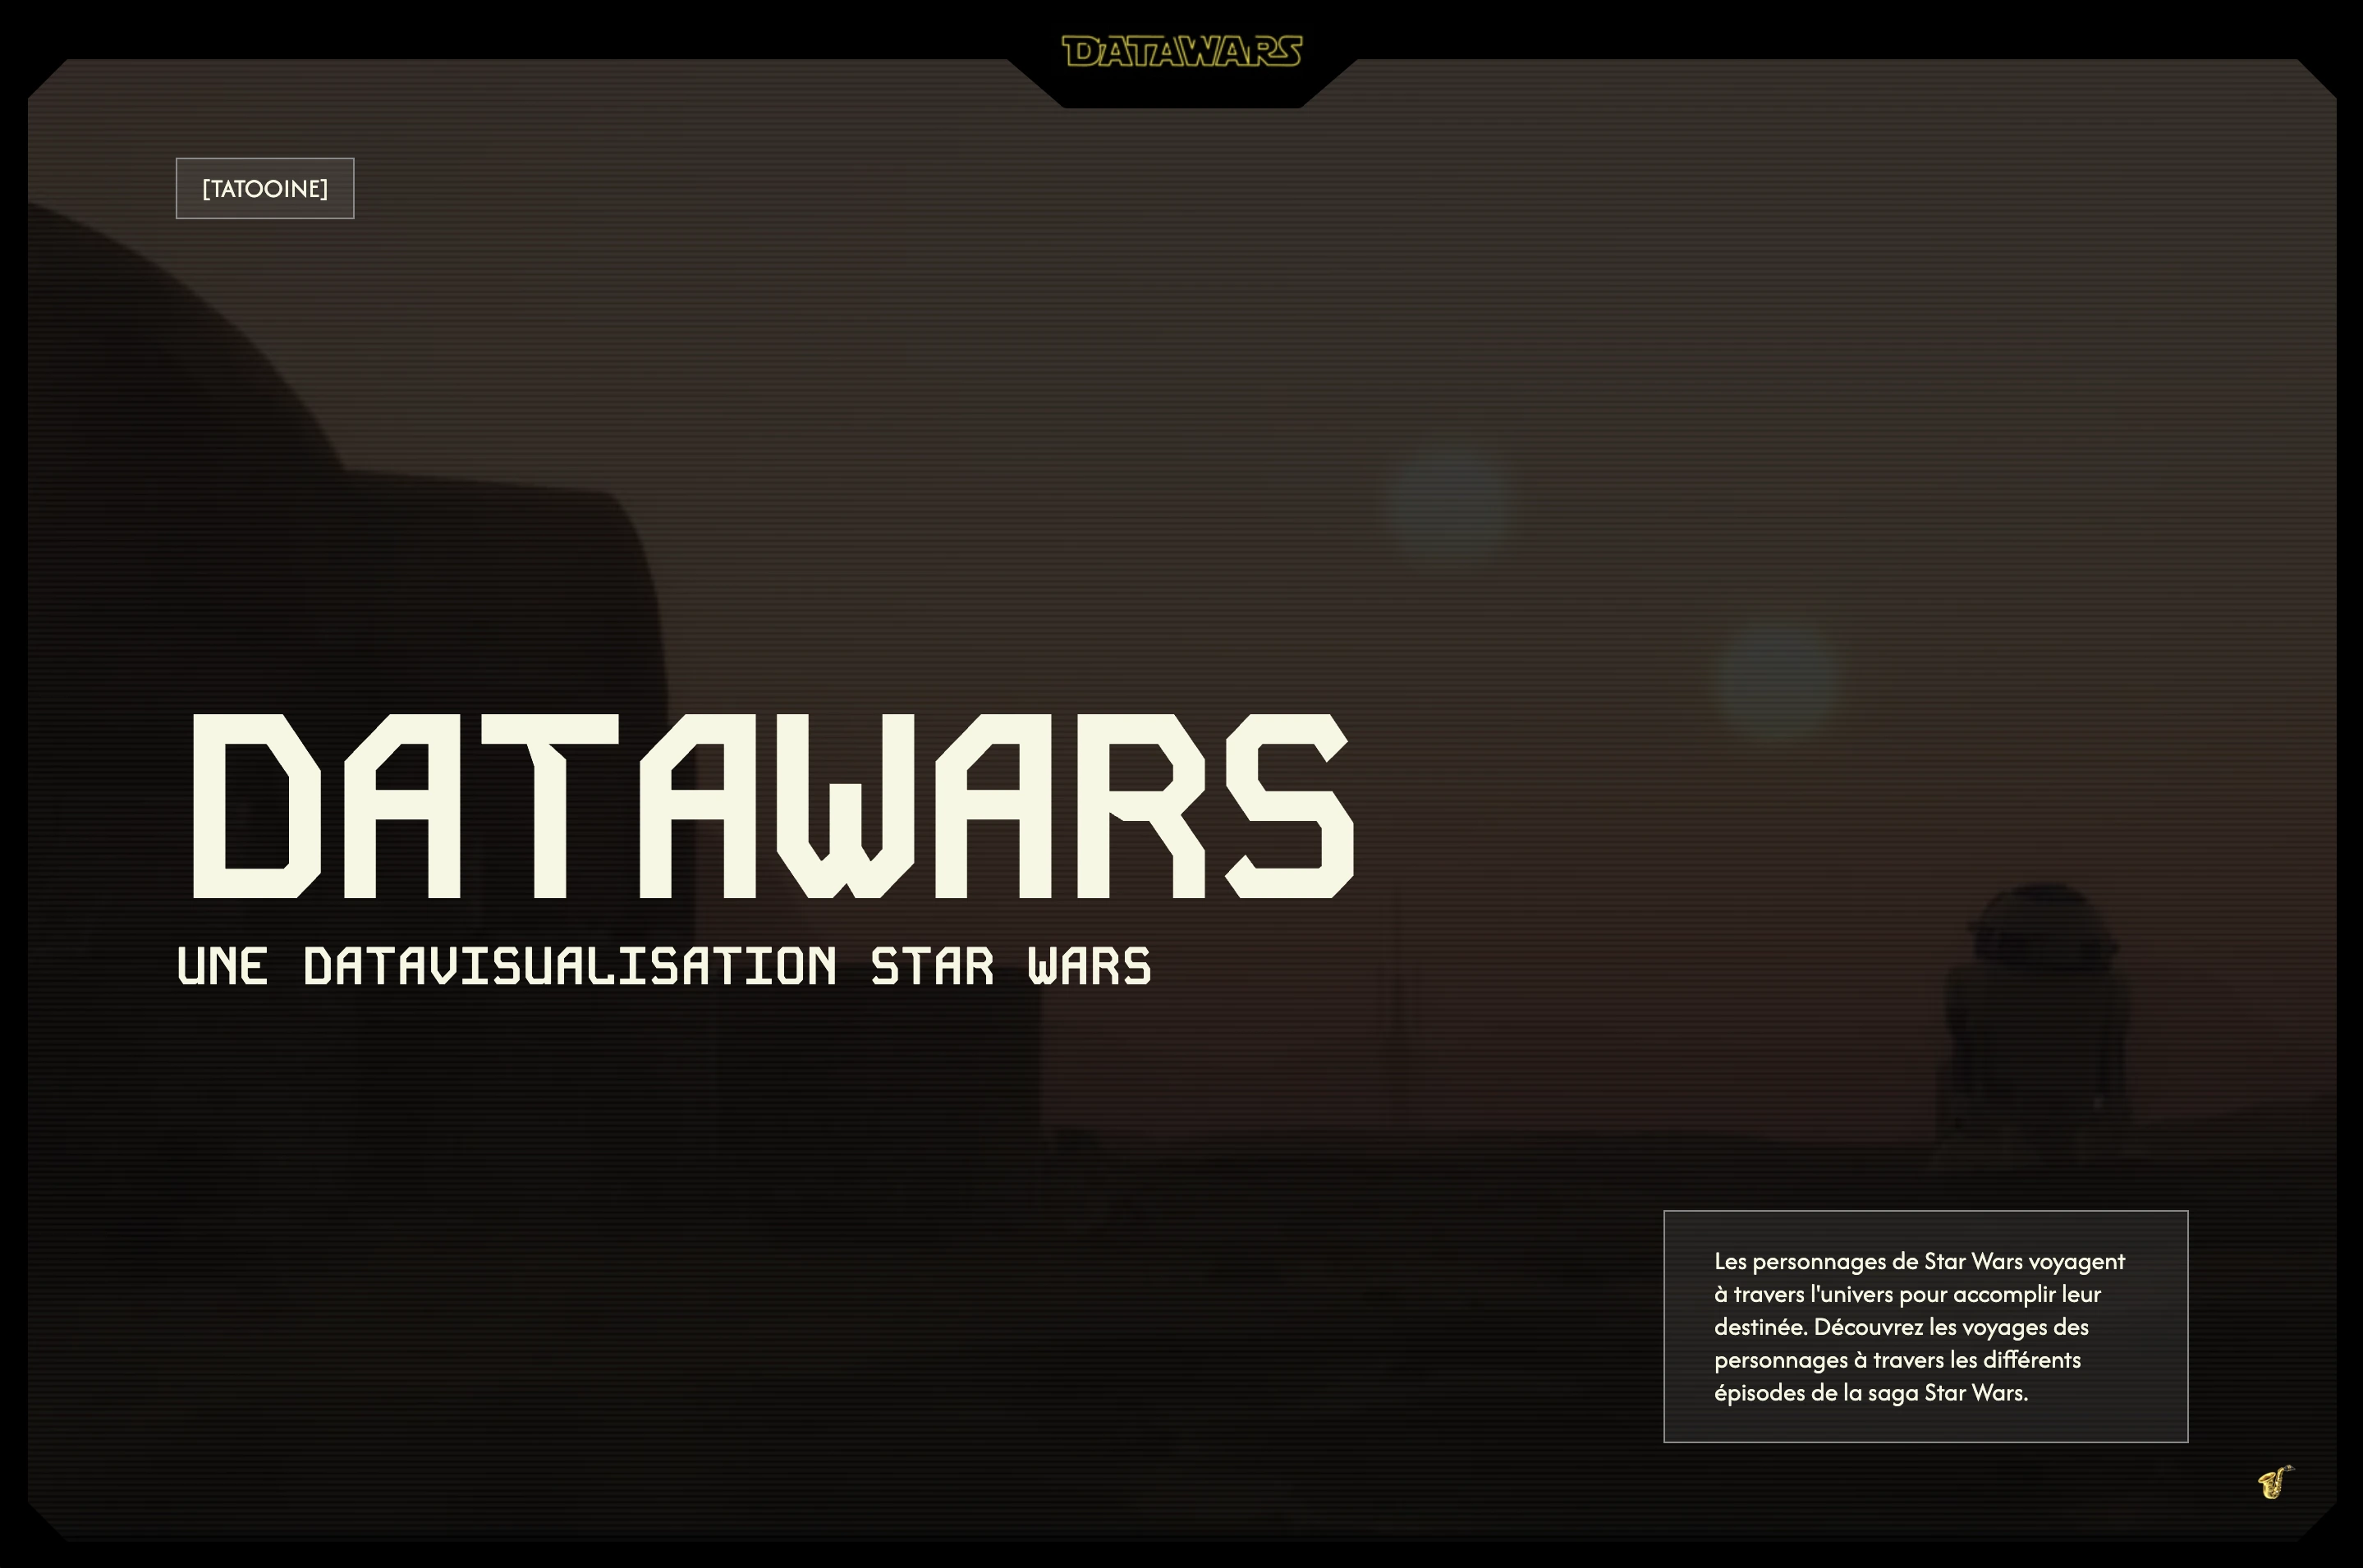 DATAWARS
[TATOOINE]
DATAWARS
UNE DATAVISUALISATION STAR WARS
Les personnages de Star Wars voyagent
à travers l'univers pour accomplir leur
destinée. Découvrez les voyages des
personnages à travers les différents
épisodes de la saga Star Wars.